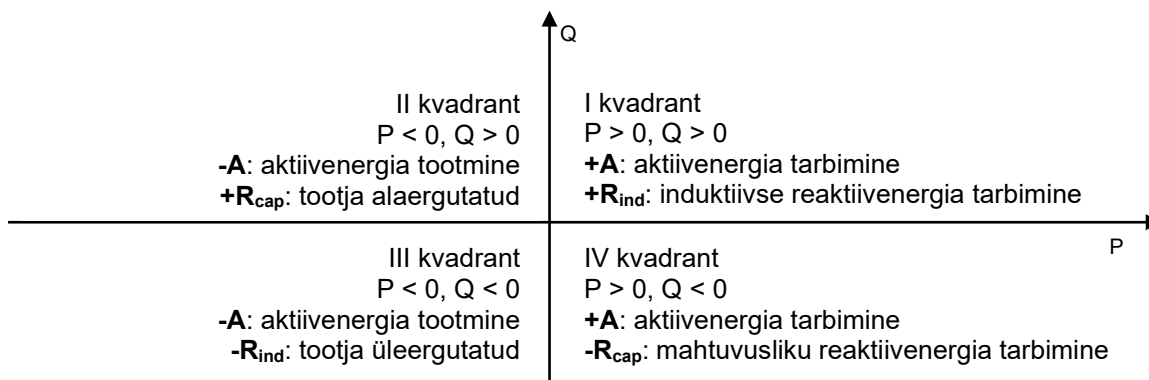 Q
II kvadrant
P < 0, Q > 0
-A: aktiivenergia tootmine
+Rcap: tootja alaergutatud
I kvadrant
P > 0, Q > 0
+A: aktiivenergia tarbimine
+Rind: induktiivse reaktiivenergia tarbimine
P
III kvadrant
P < 0, Q < 0
-A: aktiivenergia tootmine
-Rind: tootja üleergutatud
IV kvadrant
P > 0, Q < 0
+A: aktiivenergia tarbimine
-Rcap: mahtuvusliku reaktiivenergia tarbimine